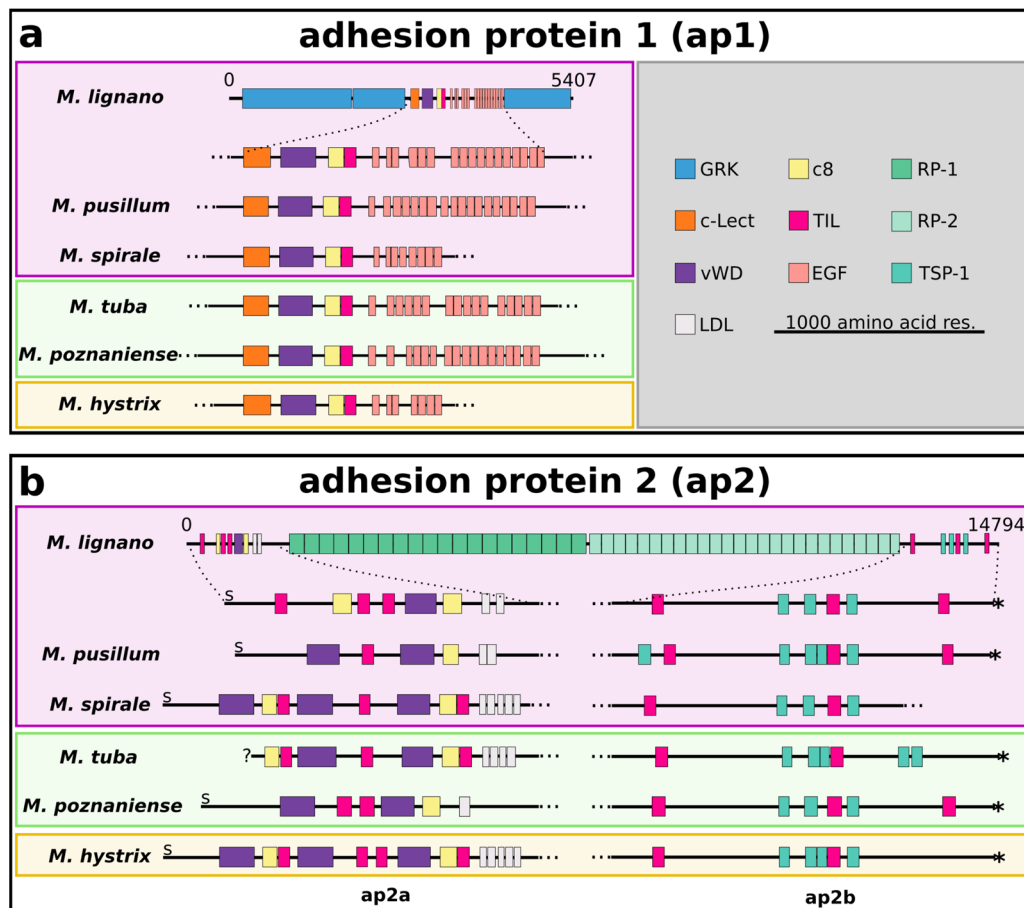 a
adhesion protein 1 (ap1)
0
5407
M. lignano
M. pusillum
M. spirale
M. tuba
M. poznaniense
M. hystrix
GRK
c8
RP-1
c-Lect
TIL
RP-2
vWD
EGF
TSP-1
LDL
1000 amino acid res.
b
adhesion protein 2 (ap2)
0
14794
M. lignano
s
*
M. pusillum
s
*
M. spirale
s
M. tuba
?
*
M. poznaniense
s
*
M. hystrix
s
*
ap2a
ap2b